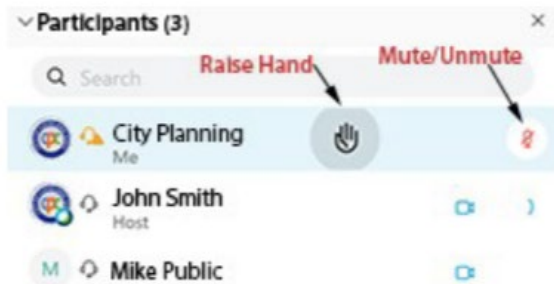 Participants (3)
Search
Raise Hand
Mute/Unmute
City Planning
Me
John Smith
Host
M Mike Public